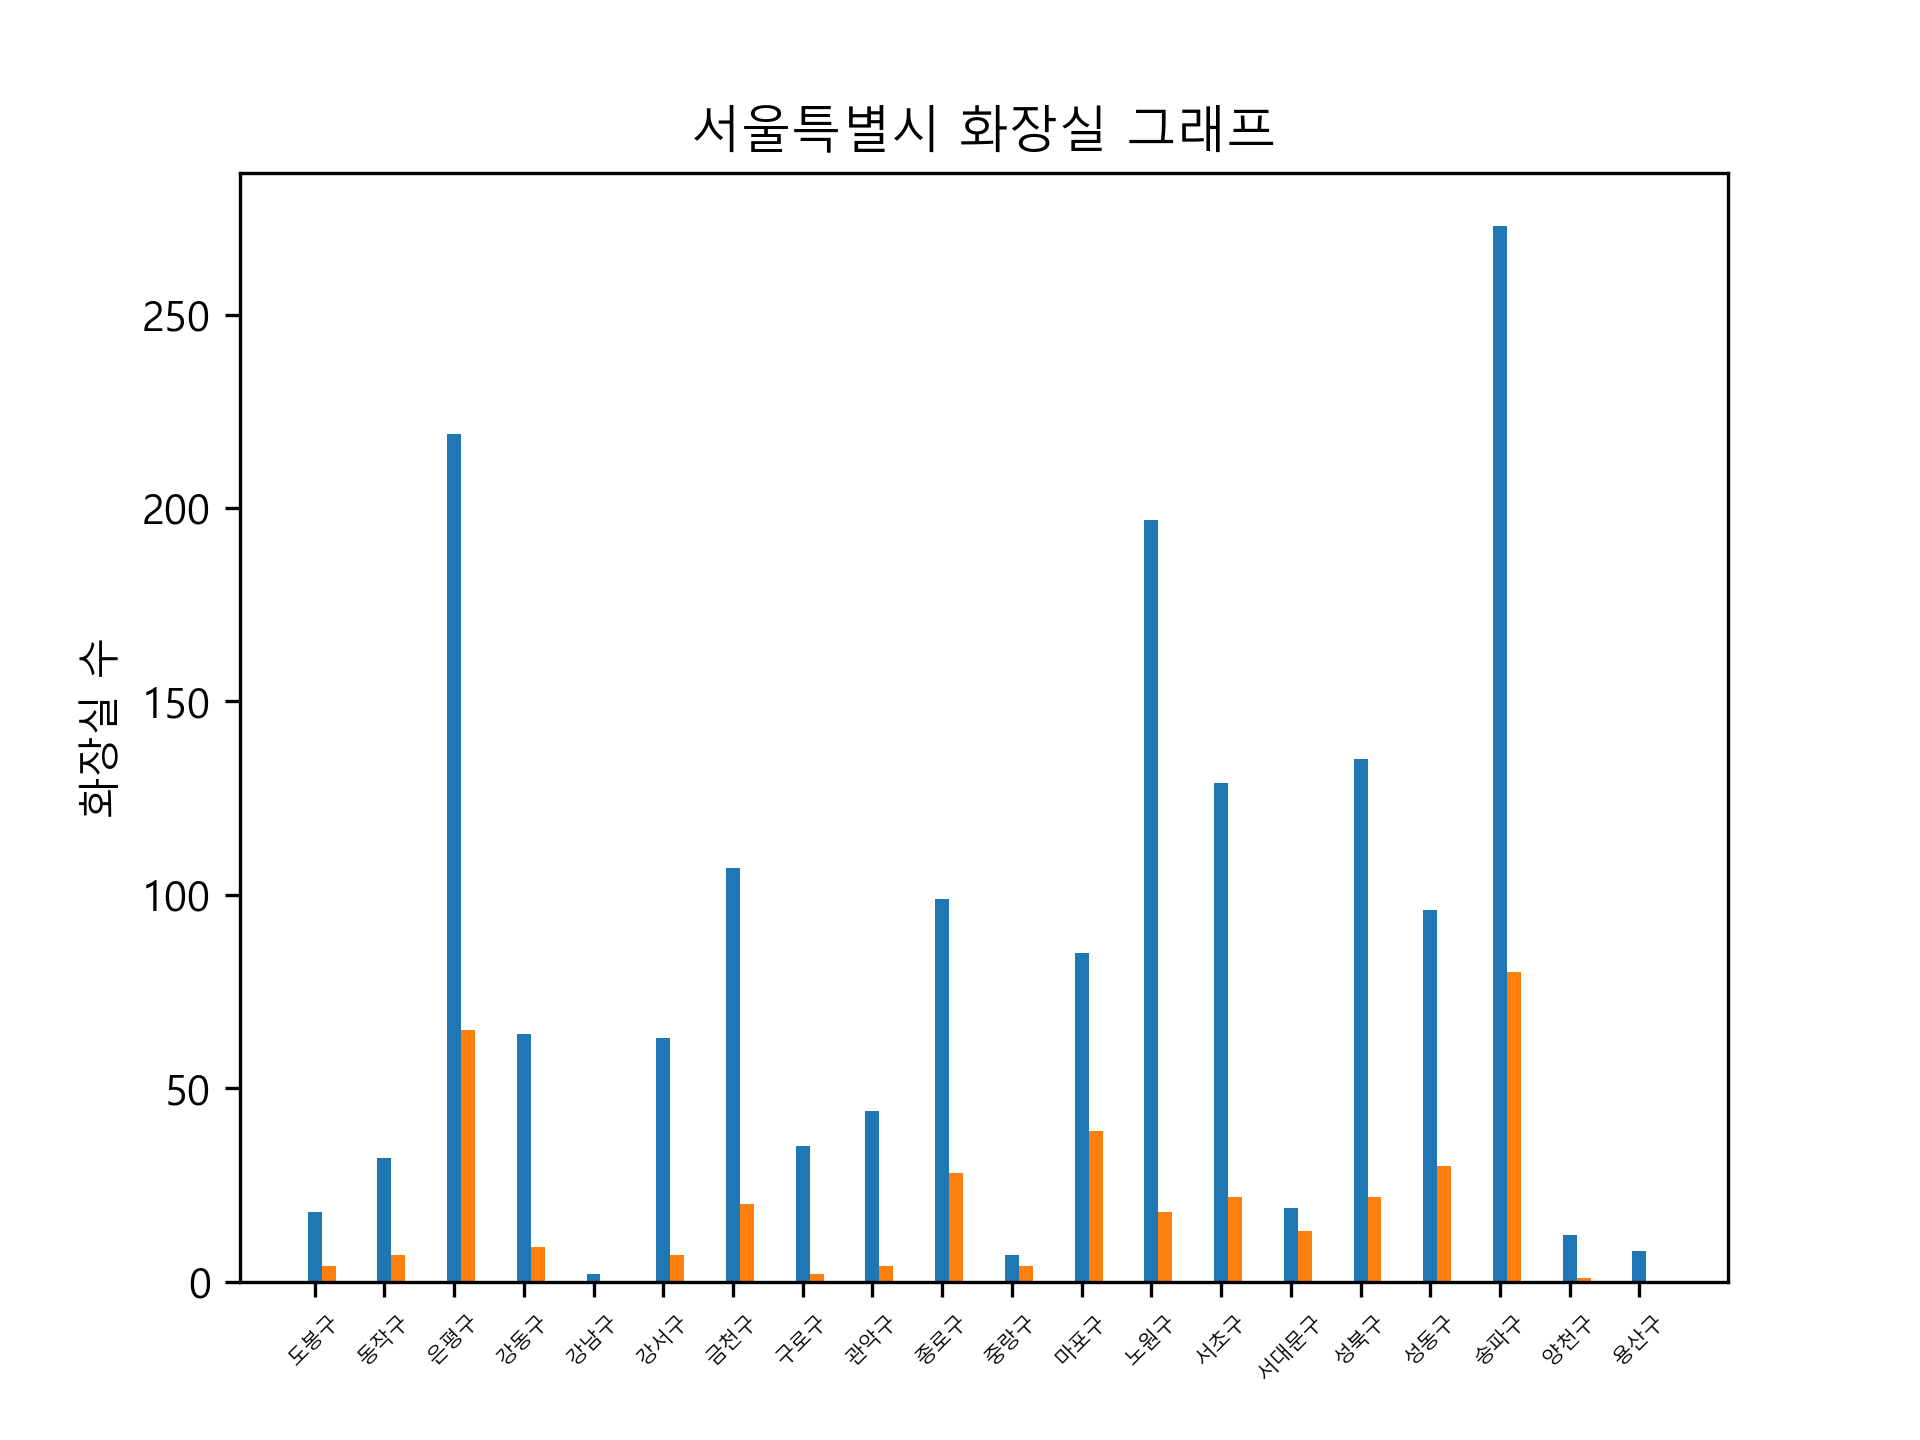 서울특별시 화장실 그래프
화장실 수
250
200
150
100
50
0
도봉구
동작구
은평구
강동구
강남구
강서구
금천구
구로구
관악구
종로구
중랑구
마포구
노원구
서초구
서대문구
성북구
성동구
송파구
양천구
용산구